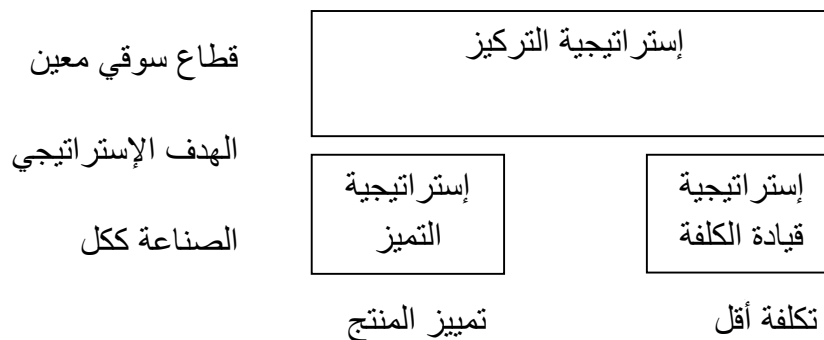 إستراتيجية التركيز
قطاع سوقي معين
الهدف الإستراتيجي
إستراتيجية
قيادة الكلفة
إستراتيجية
التميز
الصناعة ككل
تكلفة أقل
تمييز المنتج